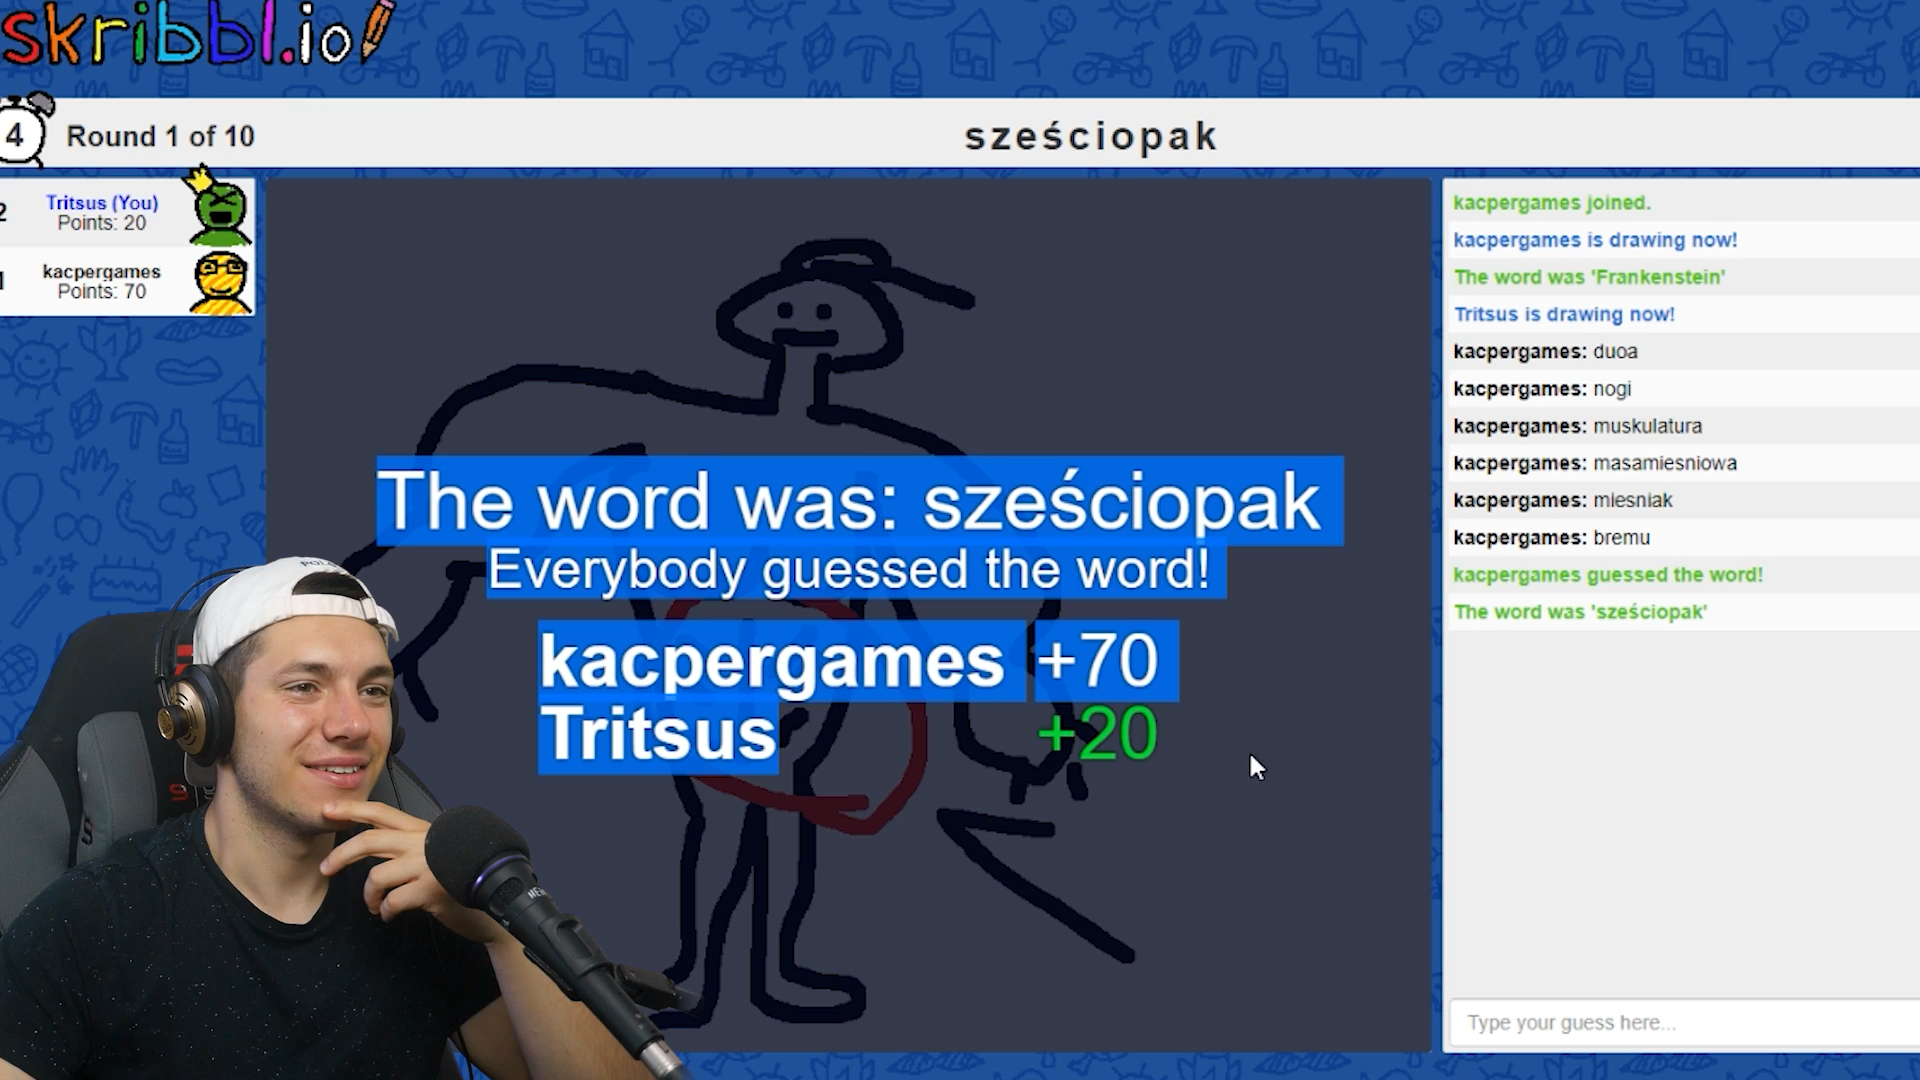 skribbl.io
4
Round 1 of 10
sześciopak
2
Tritsus (You)
Points: 20
1
kacpergames
Points: 70
The word was: sześciopak
Everybody guessed the word!
kacpergames +70
Tritsus +20
kacpergames joined.
kacpergames is drawing now!
The word was 'Frankenstein'
Tritsus is drawing now!
kacpergames: duoa
kacpergames: nogi
kacpergames: muskulatura
kacpergames: masamiesniowa
kacpergames: miesniak
kacpergames: bremu
kacpergames guessed the word!
The word was 'sześciopak'
Type your guess here...